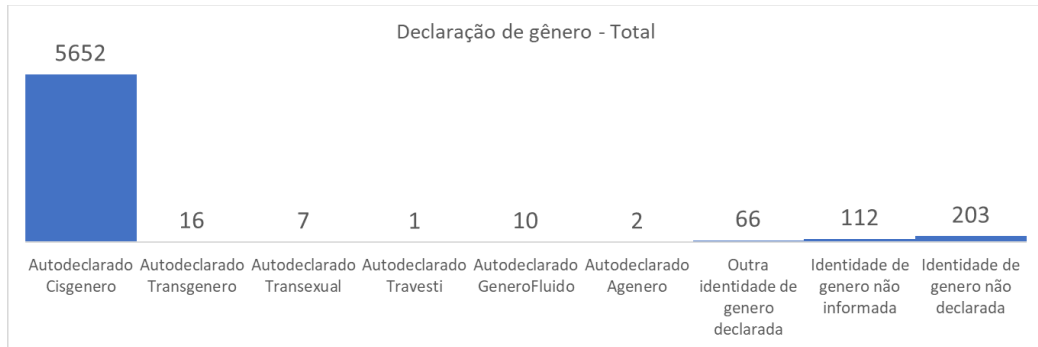 Declaração de gênero - Total
5652
16
7
1
10
2
66
112
203
Autodeclarado
Cisgenero
Autodeclarado
Transgenero
Autodeclarado
Transexual
Autodeclarado
Travesti
Autodeclarado
GeneroFluido
Autodeclarado
Agenero
Outra
identidade de
genero
declarada
Identidade de
genero não
informada
Identidade de
genero não
declarada